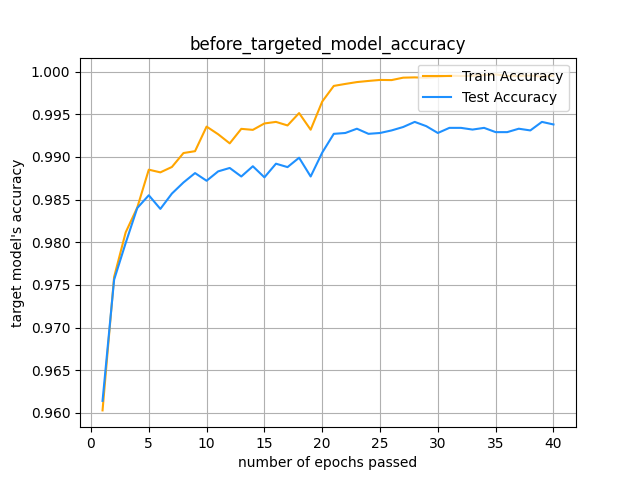 before_targeted_model_accuracy
1.000
0.995
0.990
0.985
0.980
0.975
0.970
0.965
0.960
target model's accuracy
Train Accuracy
Test Accuracy
0 5 10 15 20 25 30 35 40
number of epochs passed